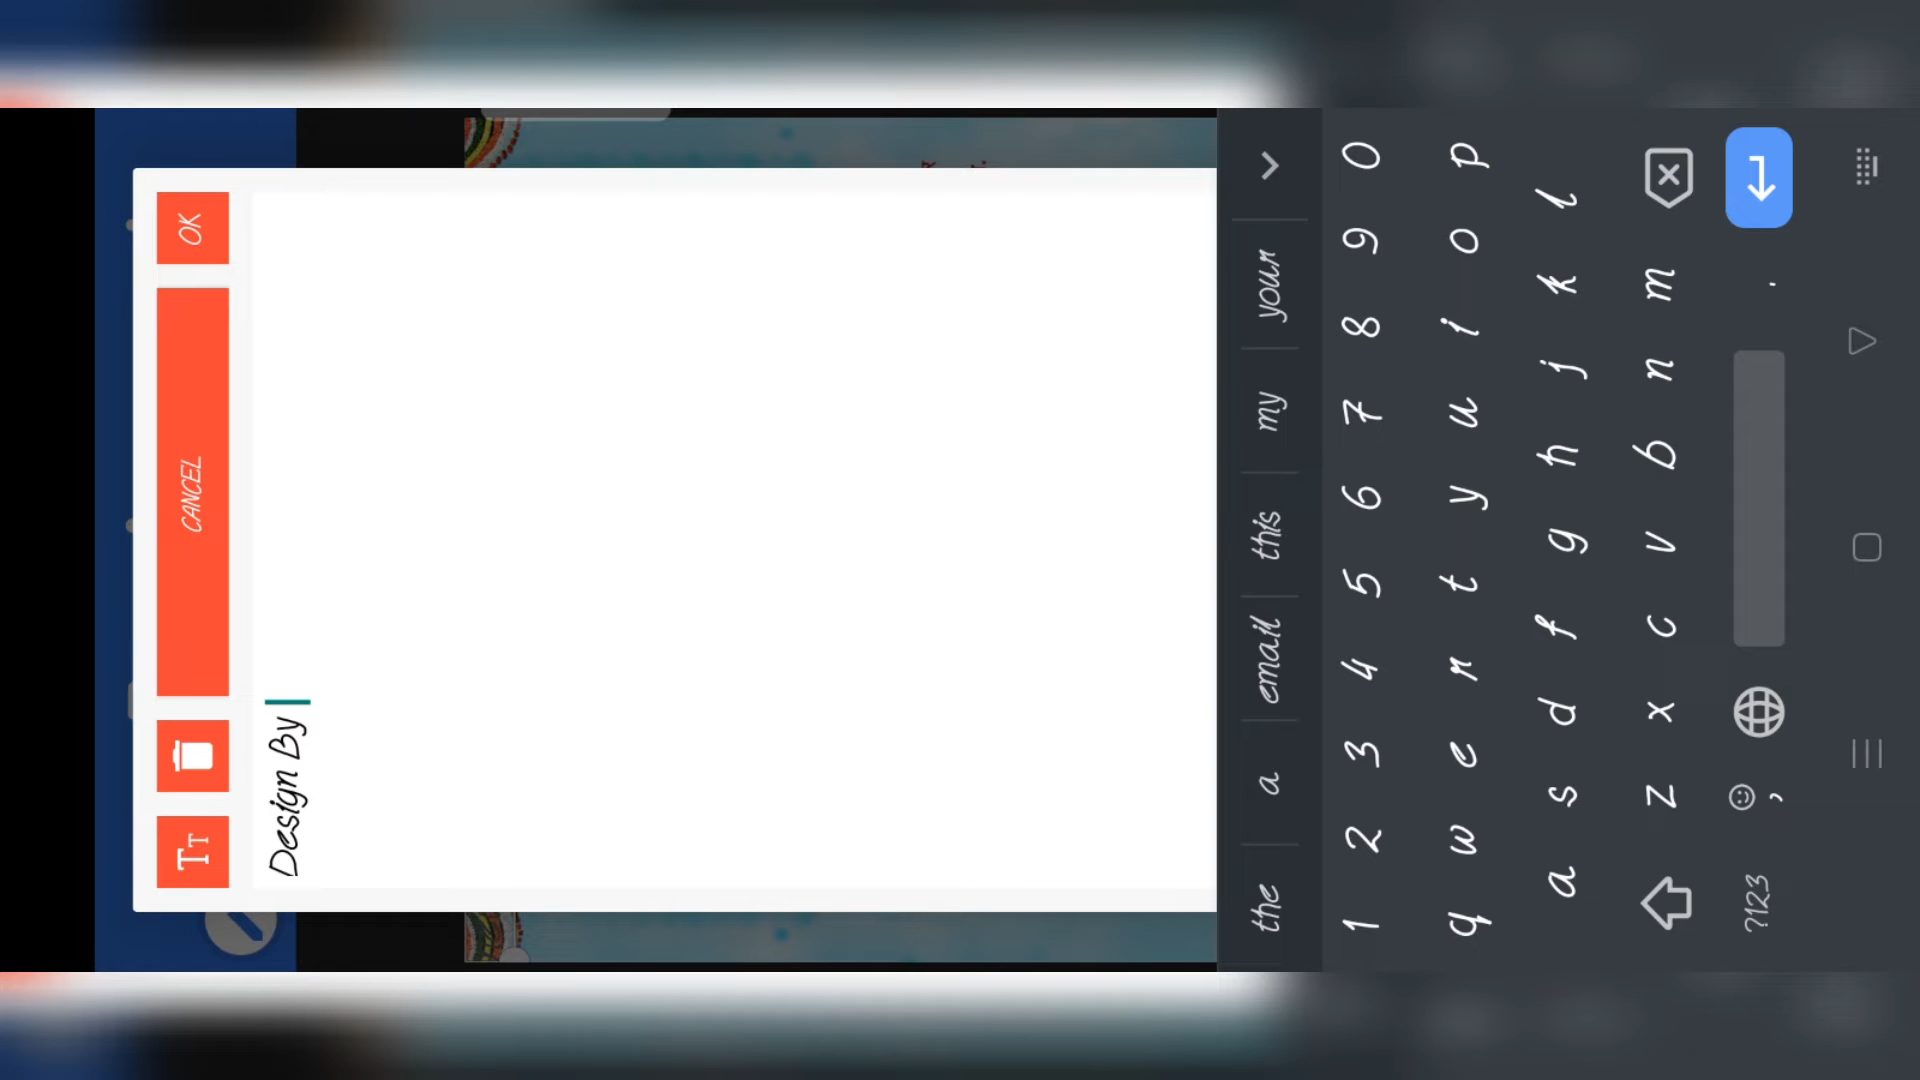 Design By
TT
CANCEL
OK
the a email this my your
1 2 3 4 5 6 7 8 9 0
q w e r t y u i o p
a s d f g h j k l
z x c v b n m
?123 , .